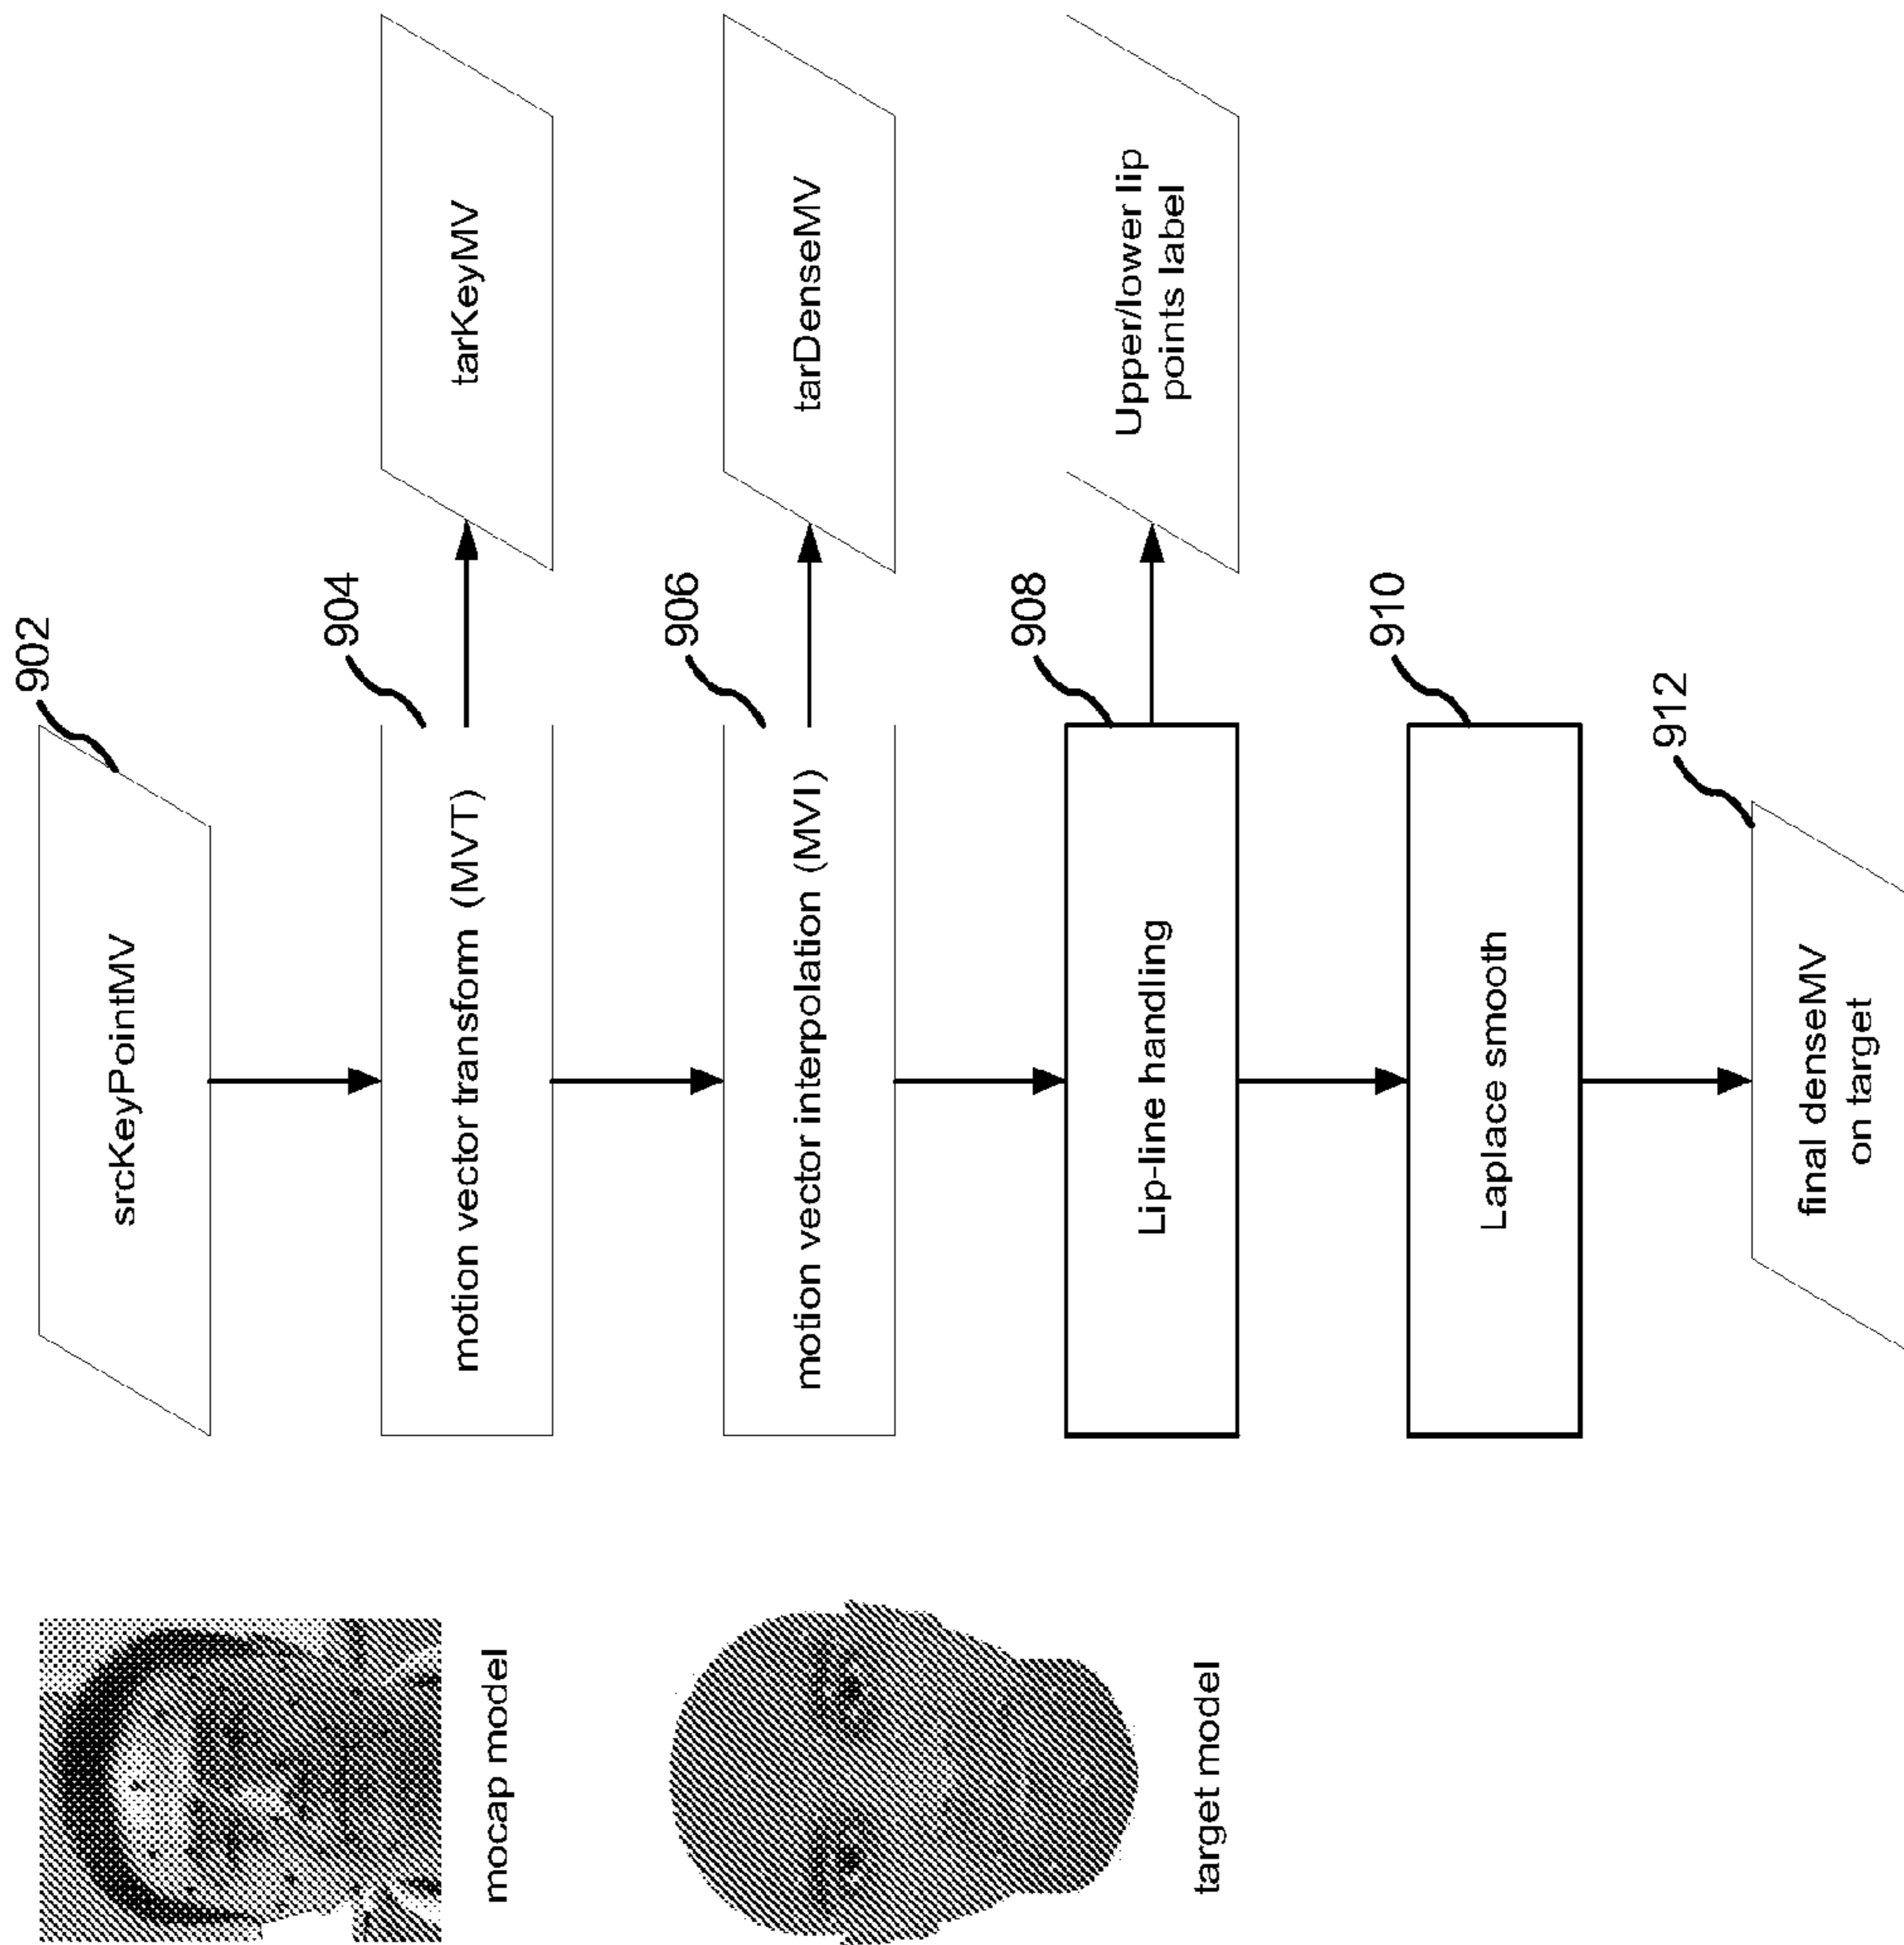 902
srcKeyPointMV
904
motion vector transform (MVT)
tarKeyMV
906
motion vector interpolation (MVI)
tarDenseMV
908
Lip-line handling
Upper/lower lip
points label
910
Laplace smooth
912
final denseMV
on target
mocap model
target model